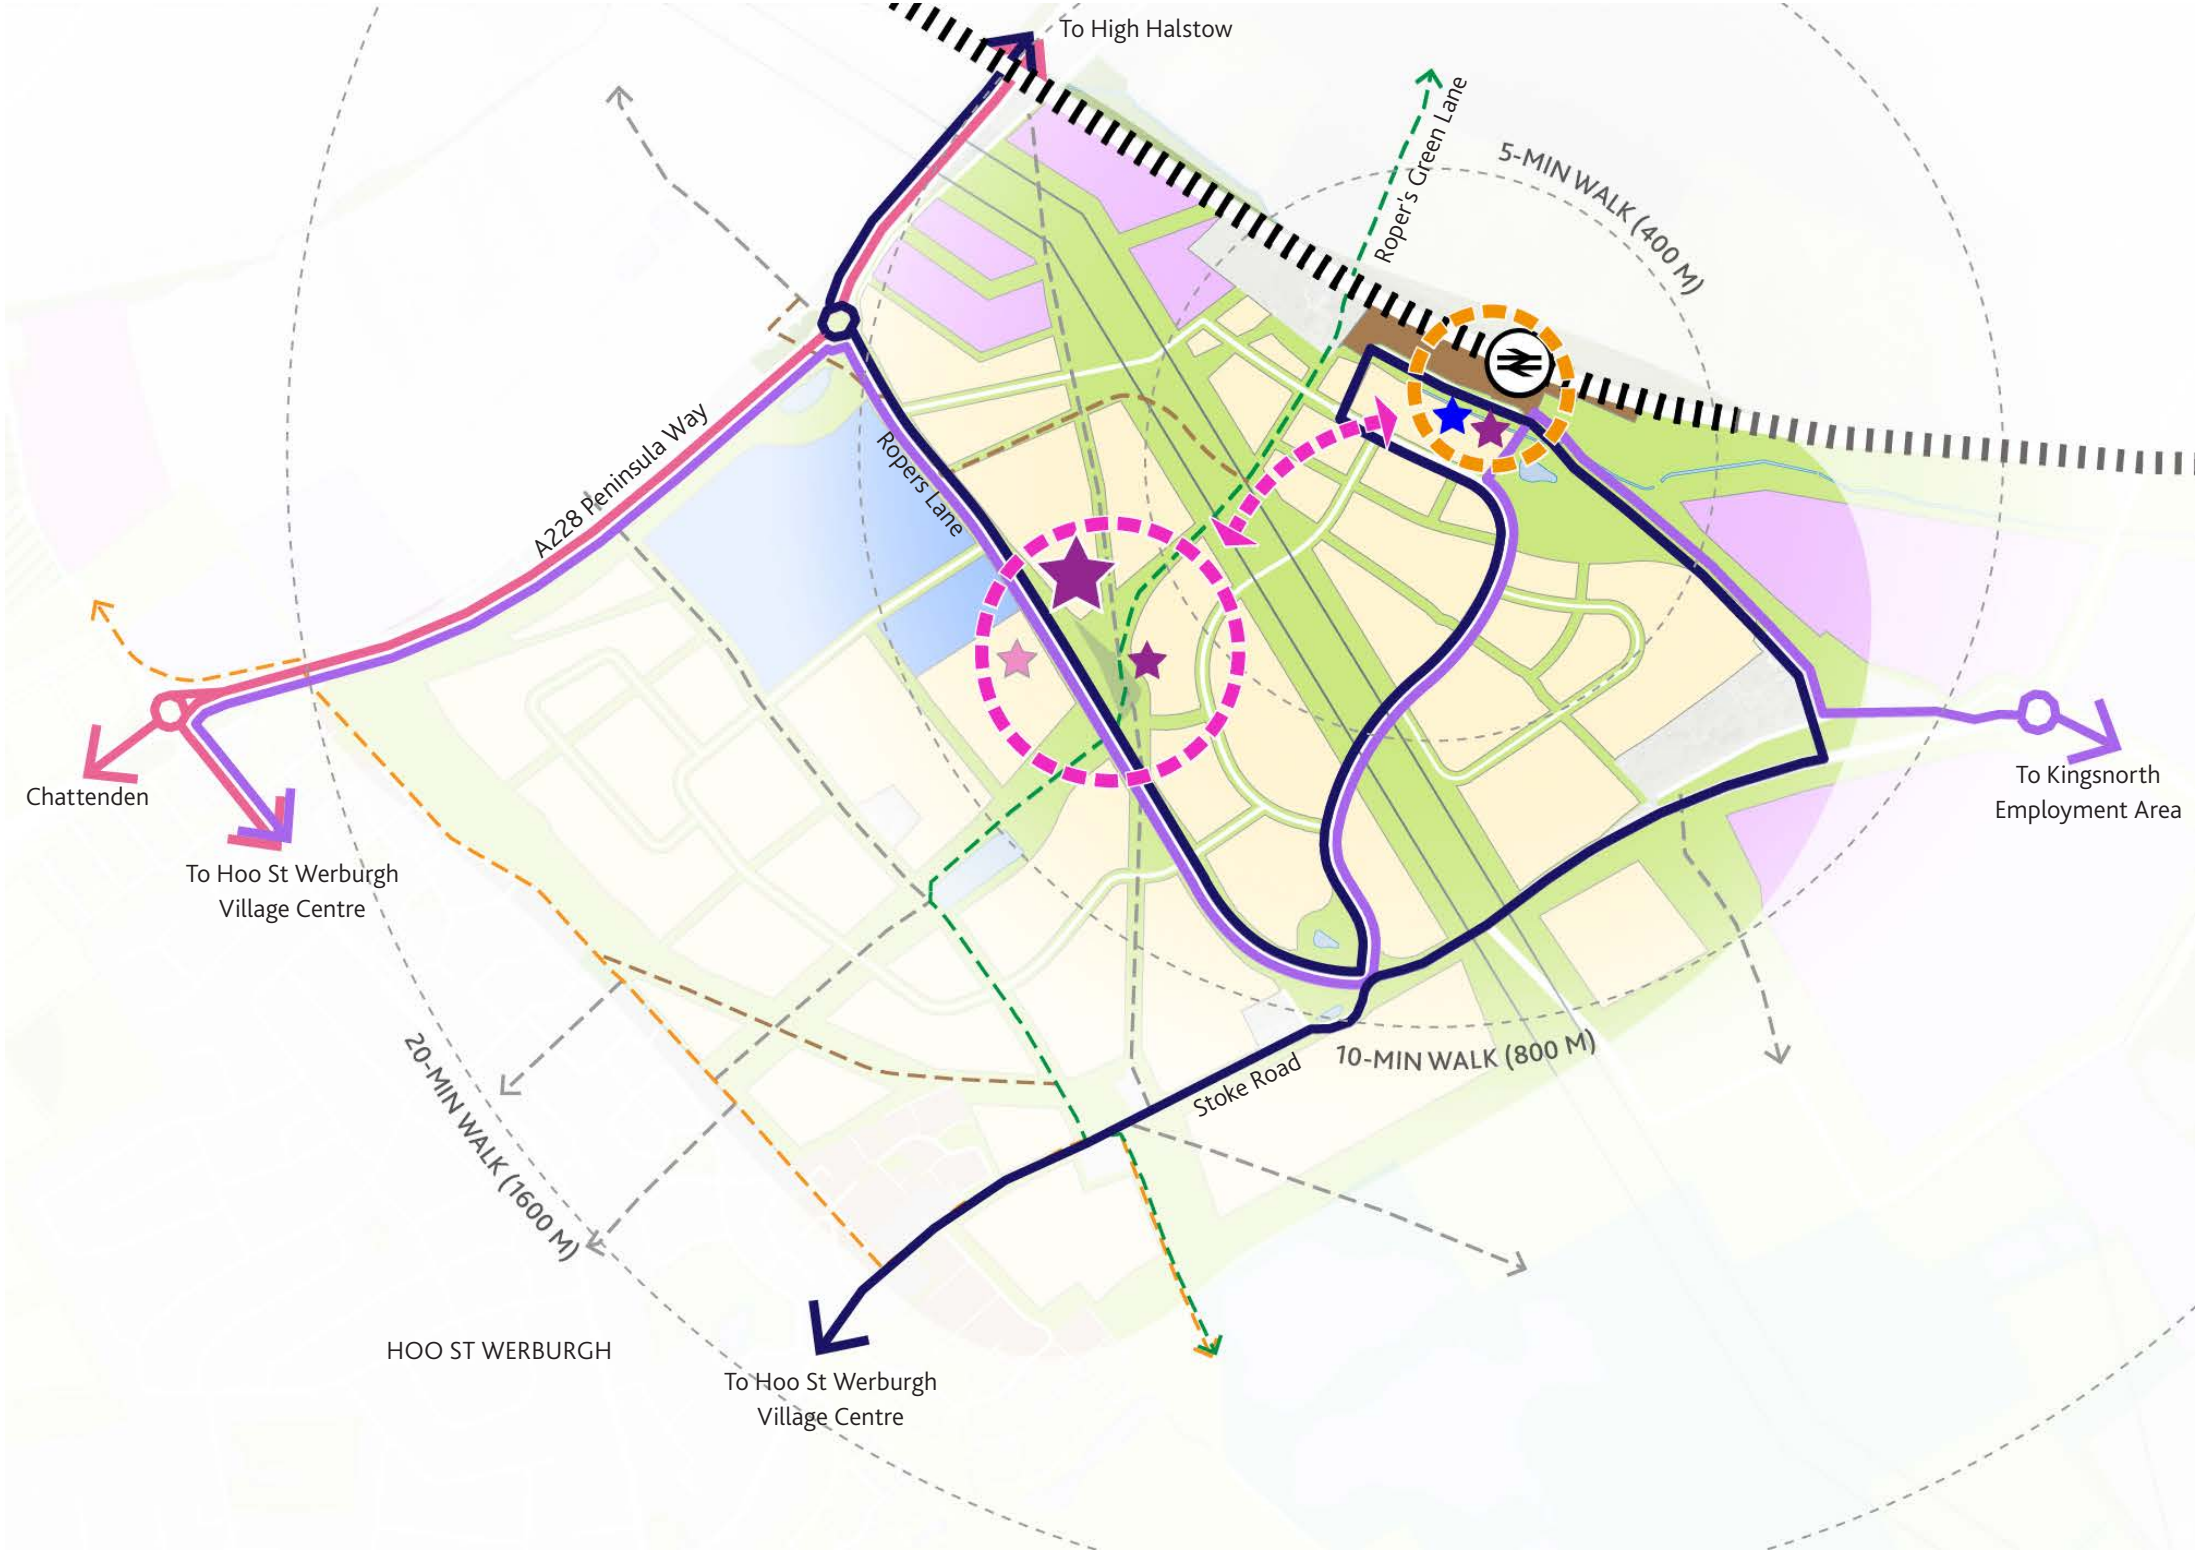 To High Halstow
Roper's Green Lane
5-MIN WALK (400 M)
A228 Peninsula Way
Ropers Lane
Chattenden
To Hoo St Werburgh
Village Centre
To Kingsnorth
Employment Area
20-MIN WALK (1600 M)
10-MIN WALK (800 M)
Stoke Road
HOO ST WERBURGH
To Hoo St Werburgh
Village Centre